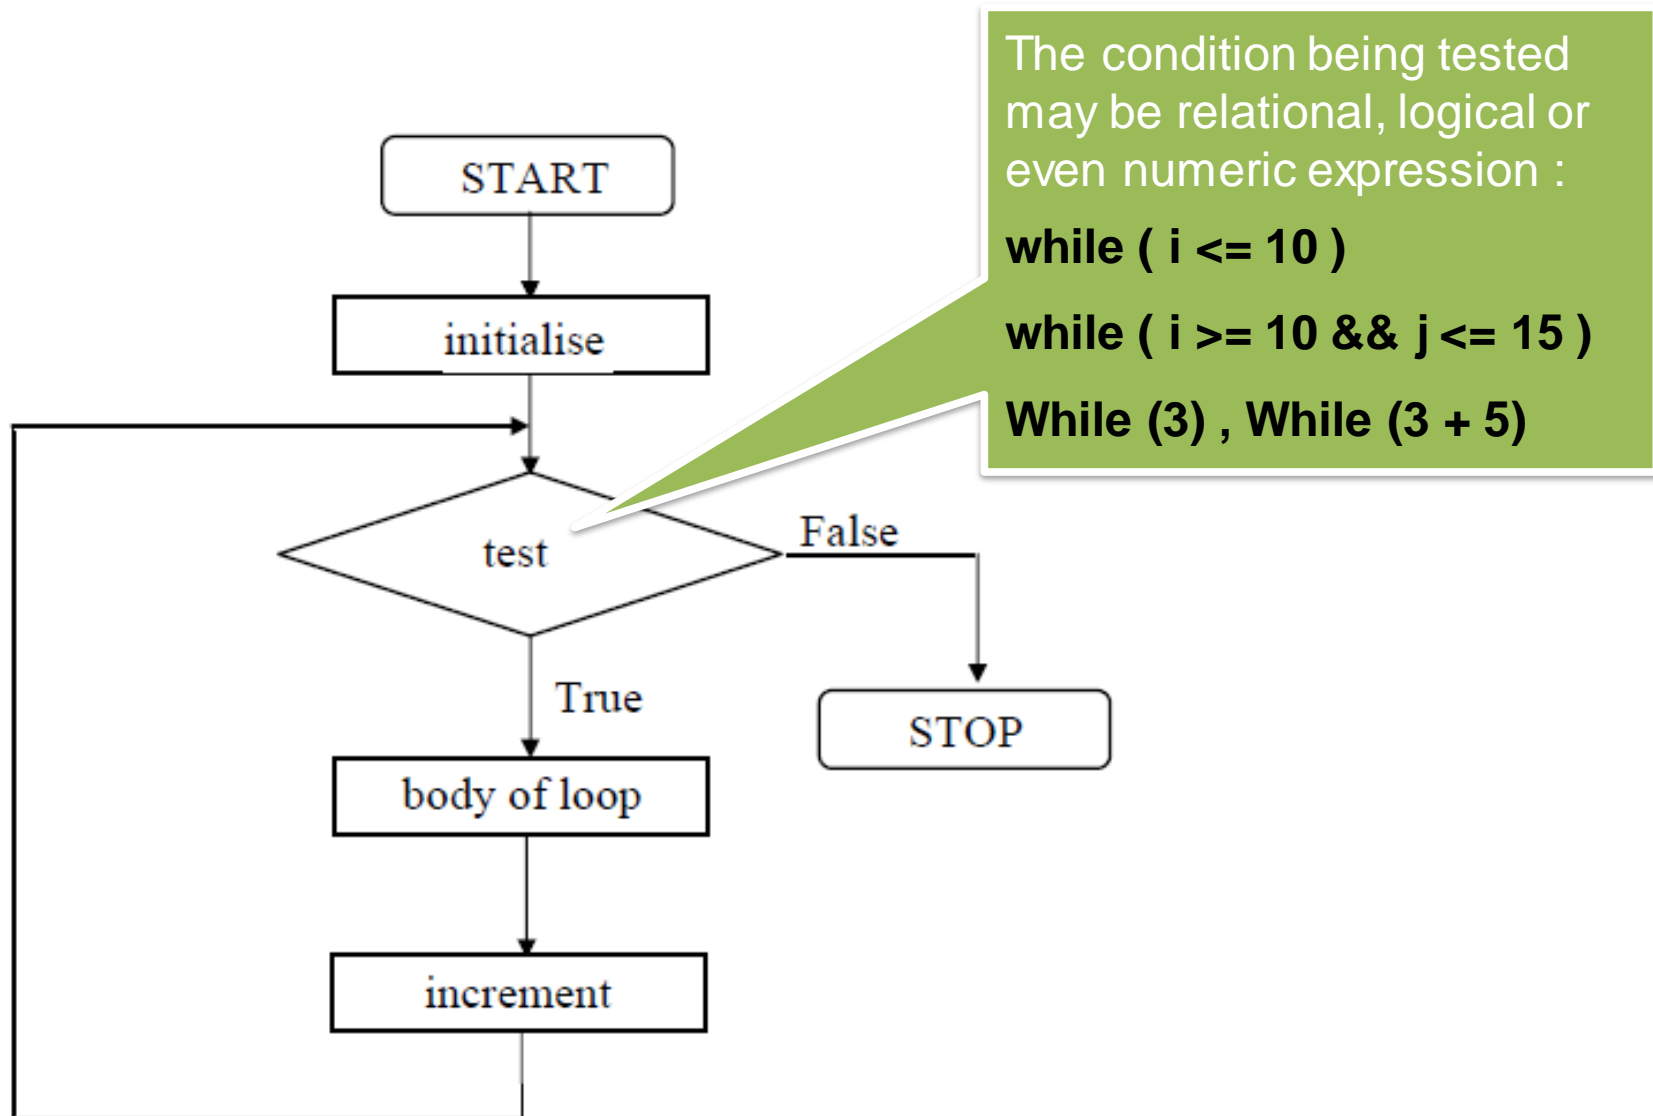 The condition being tested
may be relational, logical or
even numeric expression :
while ( i <= 10 )
while ( i >= 10 && j <= 15 )
While (3) , While (3 + 5)
START
initialise
test
False
True
STOP
body of loop
increment